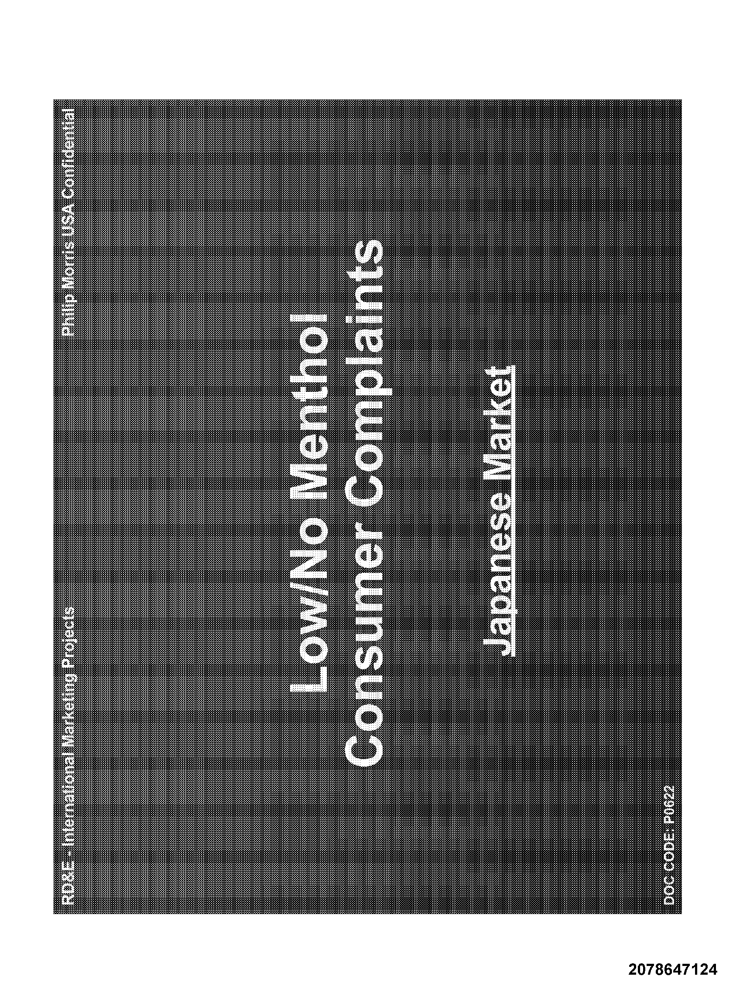 RD&E - International Marketing Projects
Philip Morris USA Confidential
Low/No Menthol
Consumer Complaints
Japanese Market
DOC CODE: P0622
2078647124